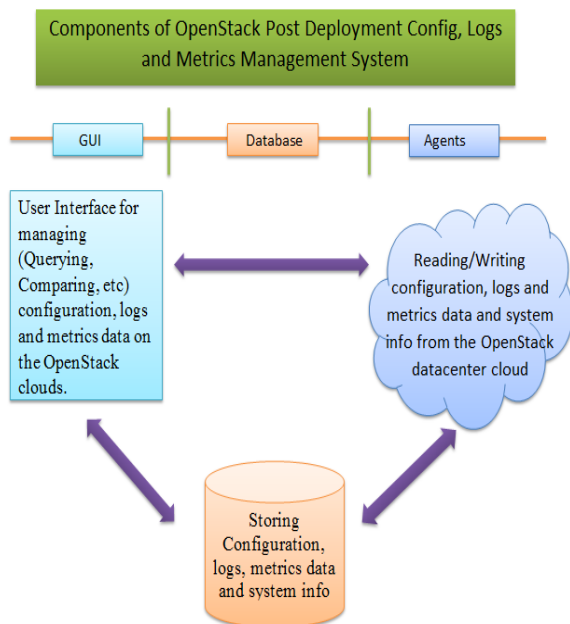 Components of OpenStack Post Deployment Config, Logs
and Metrics Management System
GUI
Database
Agents
User Interface for
managing
(Querying,
Comparing, etc)
configuration, logs
and metrics data on
the OpenStack
clouds.
Reading/Writing
configuration, logs and
metrics data and system
info from the OpenStack
datacenter cloud
Storing
Configuration,
logs, metrics data
and system info